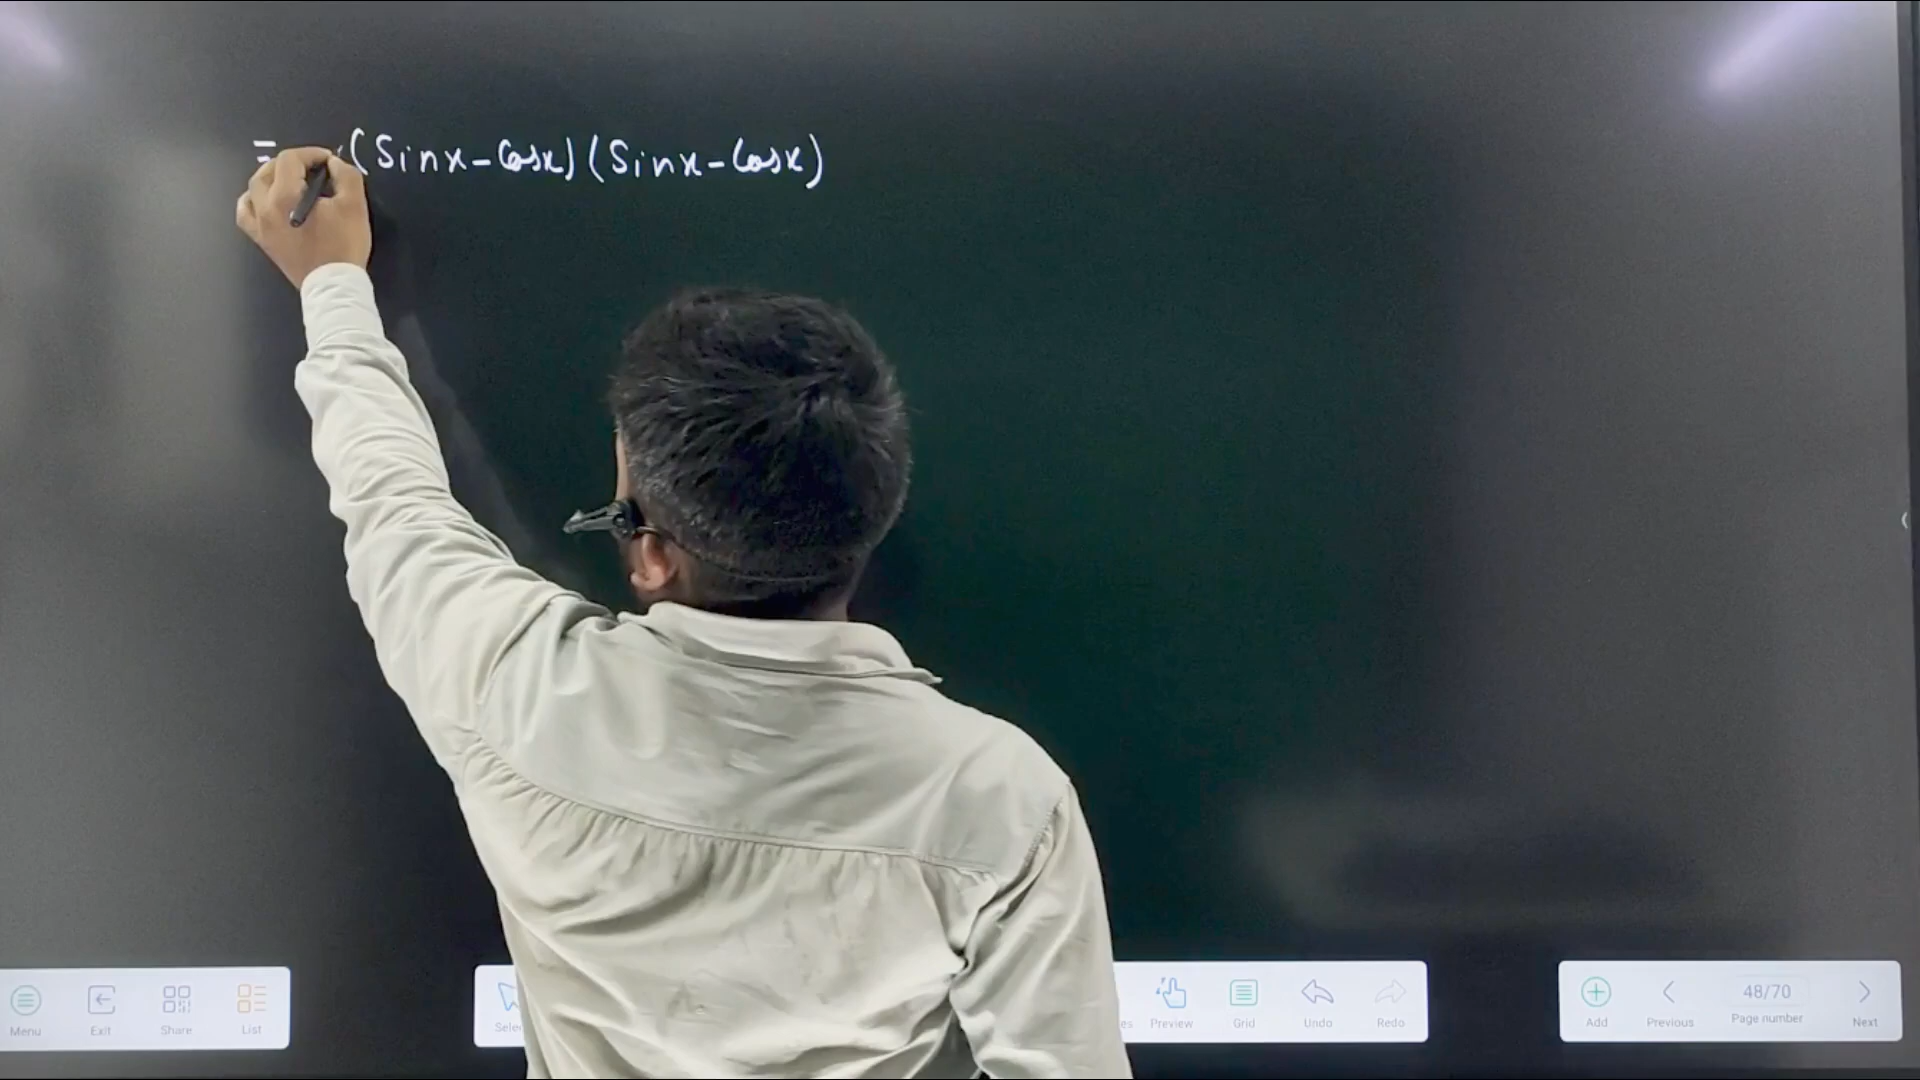 = (Sinx-Cosx) (Sinx-Cosx)
Menu Exit Share List Preview Grid Undo Redo Add Previous 48/70 Page number Next